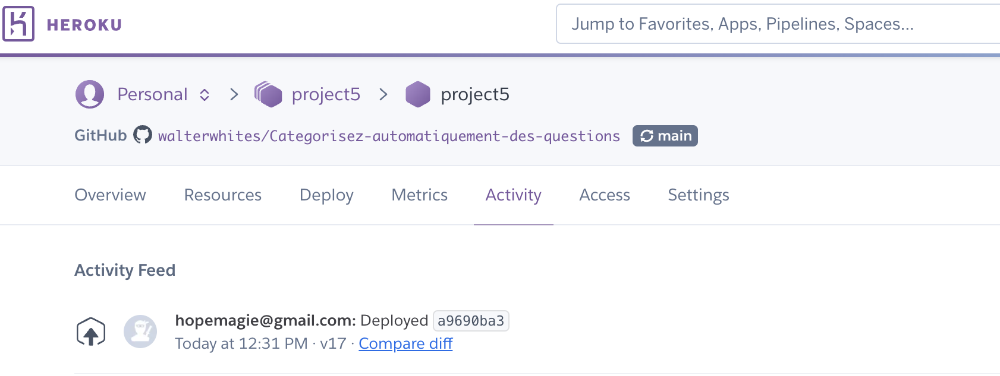 HEROKU
Jump to Favorites, Apps, Pipelines, Spaces...
Personal > project5 > project5
GitHub walterwhites/Categorisez-automatiquement-des-questions main
Overview Resources Deploy Metrics Activity Access Settings
Activity Feed
hopemagie@gmail.com: Deployed a9690ba3
Today at 12:31 PM · v17 · Compare diff